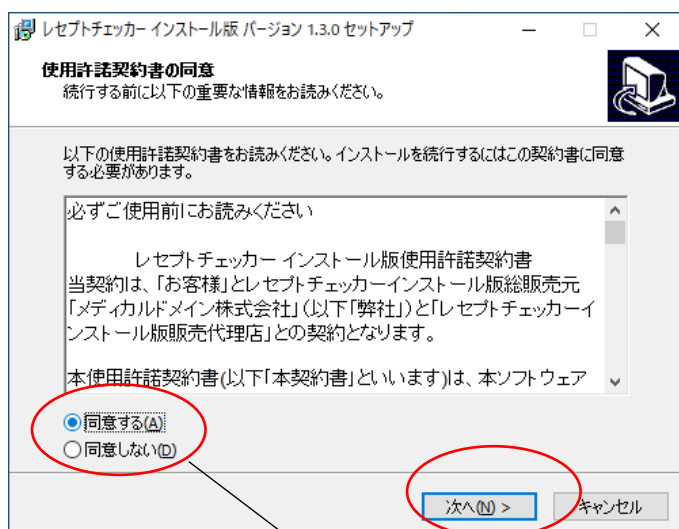 レセプトチェッカー インストール版 バージョン 1.3.0 セットアップ
使用許諾契約書の同意
続行する前に以下の重要な情報をお読みください。
以下の使用許諾契約書をお読みください。インストールを続行するにはこの契約書に同意
する必要があります。
必ずご使用前にお読みください
レセプトチェッカー インストール版使用許諾契約書
当契約は、「お客様」とレセプトチェッカーインストール版総販売元
「メディカルドメイン株式会社」（以下「弊社」）と「レセプトチェッカーイ
ンストール版販売代理店」との契約となります。
本使用許諾契約書(以下「本契約書」といいます)は、本ソフトウェア
同意する(A)
同意しない(D)
次へ(N) >
キャンセル